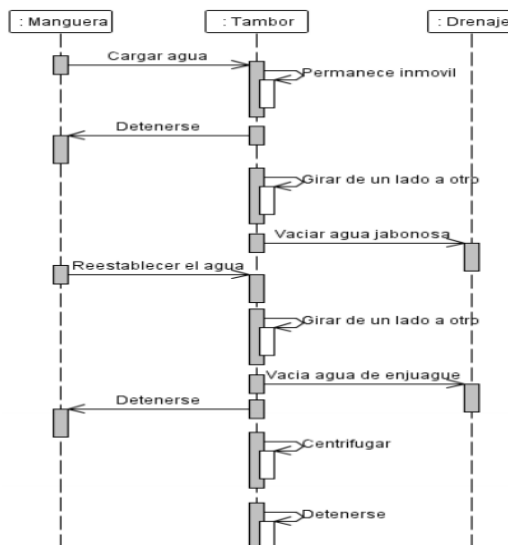 : Manguera
: Tambor
: Drenaje
Cargar agua
Permanece inmovil
Detenerse
Girar de un lado a otro
Vaciar agua jabonosa
Reestablecer el agua
Girar de un lado a otro
Vacia agua de enjuague
Detenerse
Centrifugar
Detenerse